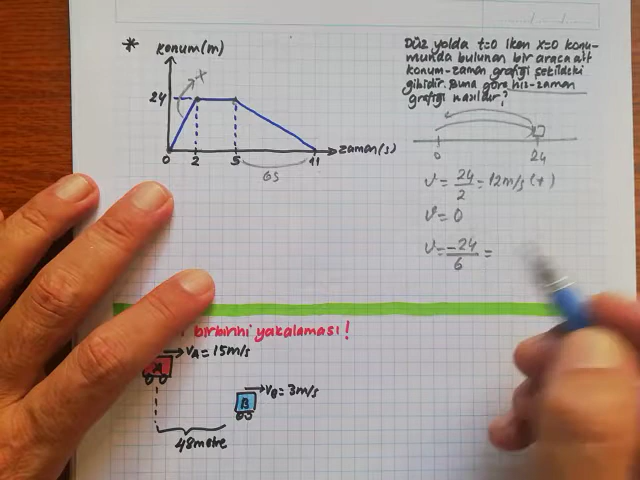 * konum(m)
24
0 2 5 11 zaman(s)
6s
Düz yolda t=0 iken x=0 konu-
munda bulunan bir araca ait
konum-zaman grafiği şekildeki
gibidir. Buna göre hız-zaman
grafiği nasıldır?
0 24
v = 24/2 = 12m/s (+)
v = 0
v = -24/6 =
birbirini yakalaması!
A VA = 15m/s
B VB = 3m/s
48metre